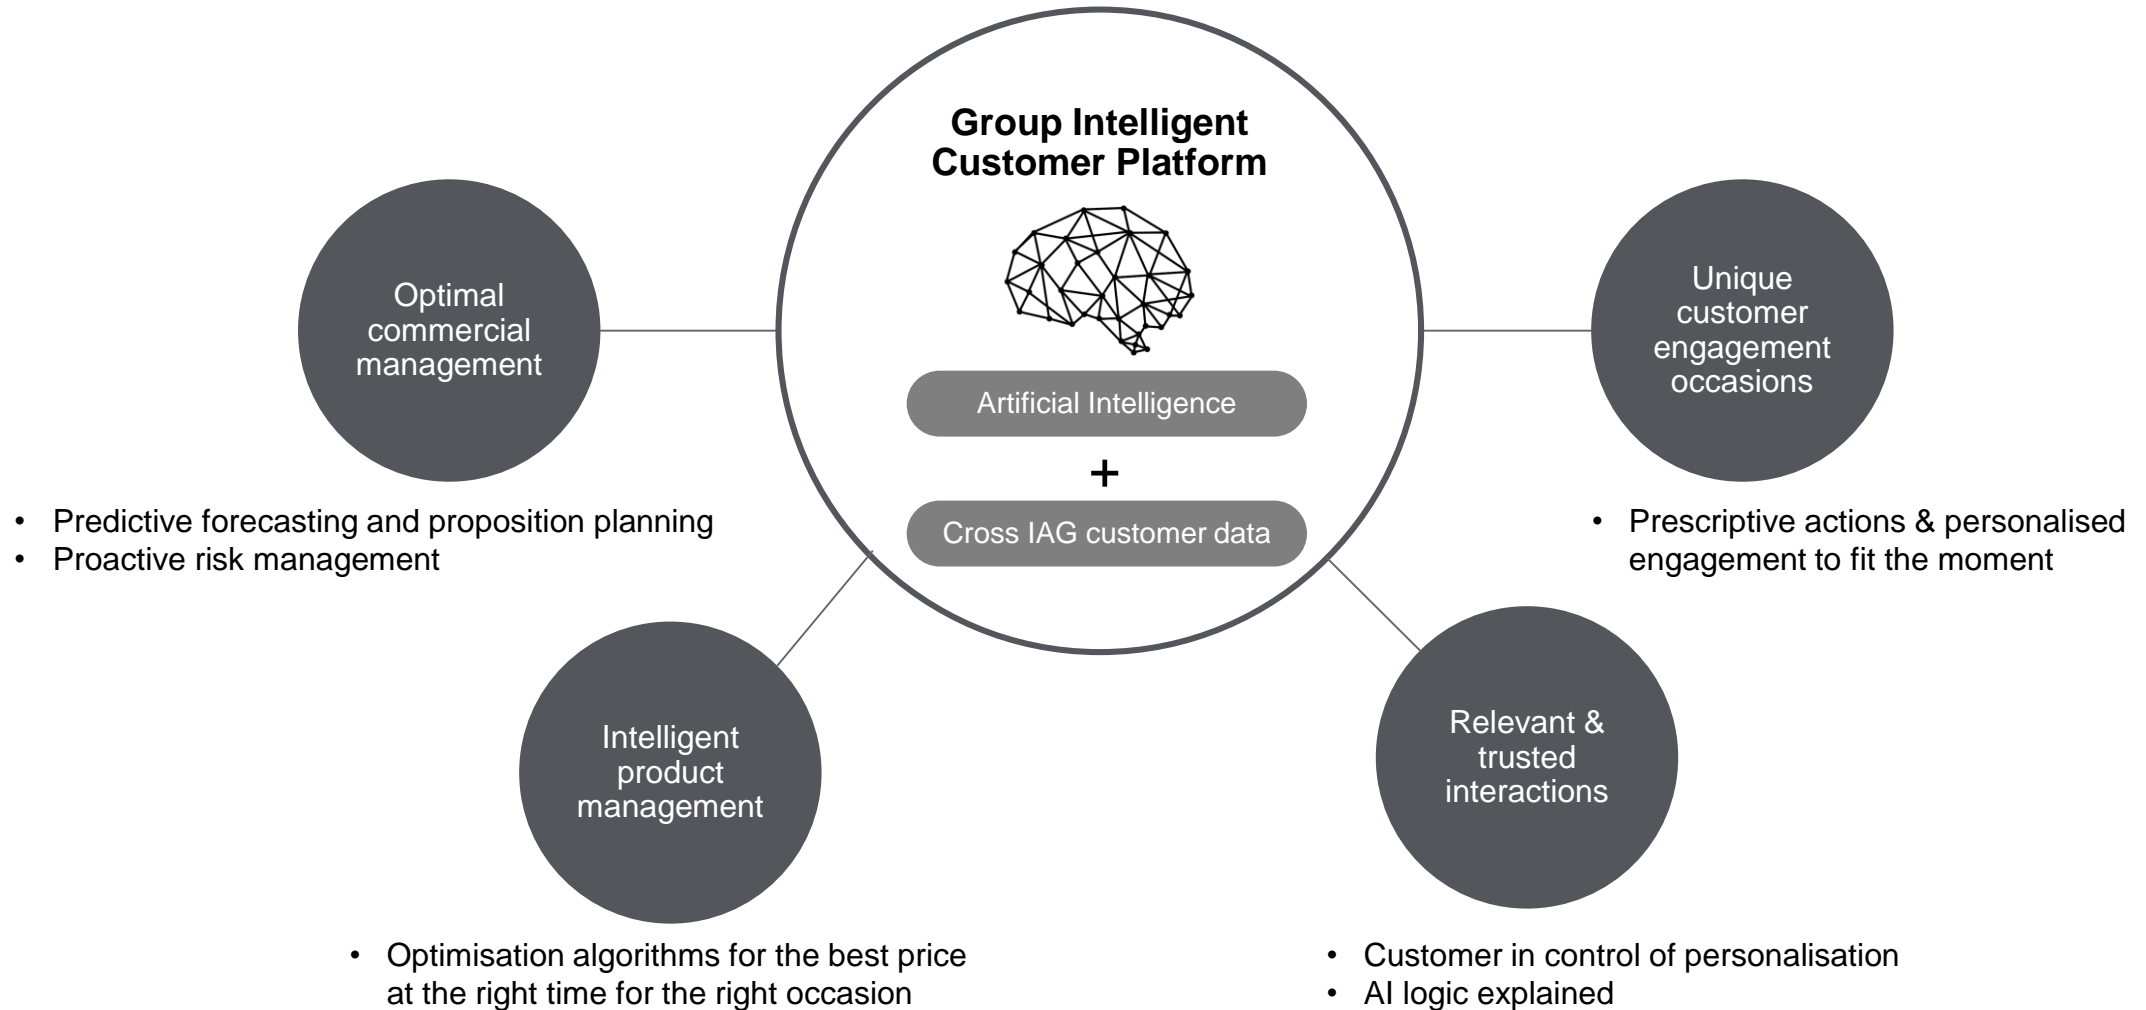 Group Intelligent
Customer Platform
Artificial Intelligence
+
Cross IAG customer data
Optimal
commercial
management
• Predictive forecasting and proposition planning
• Proactive risk management
Intelligent
product
management
• Optimisation algorithms for the best price
at the right time for the right occasion
Unique
customer
engagement
occasions
• Prescriptive actions & personalised
engagement to fit the moment
Relevant &
trusted
interactions
• Customer in control of personalisation
• AI logic explained